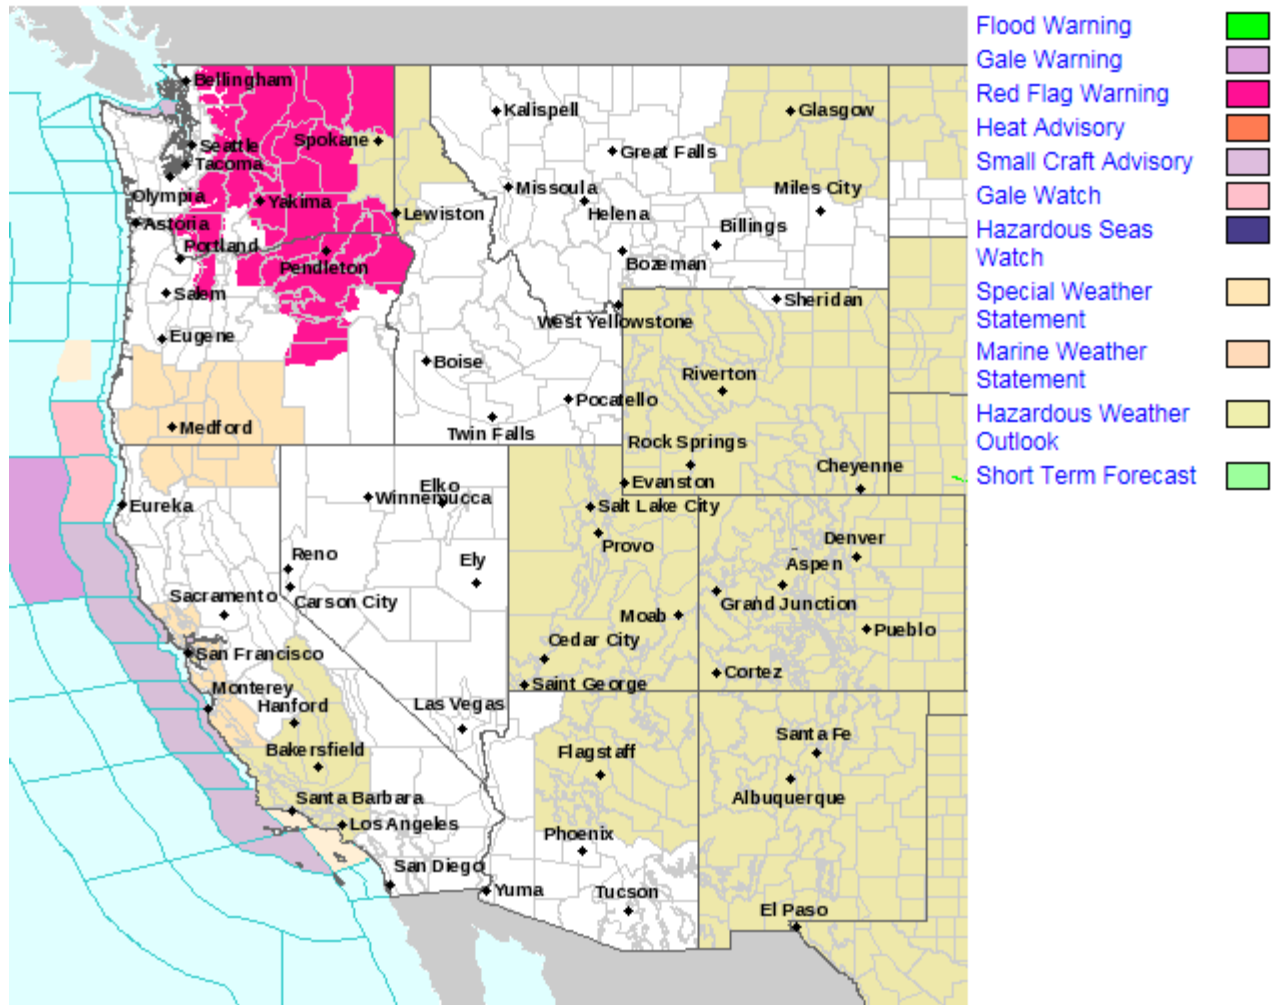 Bellingham
Seattle
Tacoma
Olympia
Astoria
Portland
Salem
Eugene
Medford
Spokane
Yakima
Pendleton
Lewiston
Kalispell
Great Falls
Missoula
Helena
Glasgow
Miles City
Billings
Bozeman
Sheridan
West Yellowstone
Boise
Pocatello
Twin Falls
Riverton
Rock Springs
Evanston
Cheyenne
Eureka
Elko
Winnemucca
Reno
Carson City
Ely
Sacramento
San Francisco
Monterey
Hanford
Bakersfield
Santa Barbara
Los Angeles
San Diego
Las Vegas
Salt Lake City
Provo
Moab
Cedar City
Saint George
Denver
Aspen
Grand Junction
Pueblo
Cortez
Flagstaff
Phoenix
Yuma
Tucson
Santa Fe
Albuquerque
El Paso
Flood Warning
Gale Warning
Red Flag Warning
Heat Advisory
Small Craft Advisory
Gale Watch
Hazardous Seas
Watch
Special Weather
Statement
Marine Weather
Statement
Hazardous Weather
Outlook
Short Term Forecast